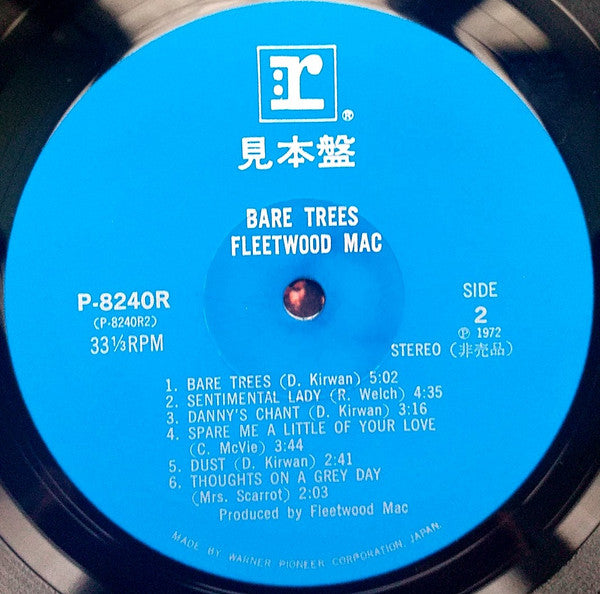 r
®
見本盤
BARE TREES
FLEETWOOD MAC
P-8240R
(P-8240R2)
33⅓RPM
SIDE
2
Ⓟ 1972
STEREO (非売品)
1. BARE TREES (D. Kirwan) 5:02
2. SENTIMENTAL LADY (R. Welch) 4:35
3. DANNY'S CHANT (D. Kirwan) 3:16
4. SPARE ME A LITTLE OF YOUR LOVE
(C. McVie) 3:44
5. DUST (D. Kirwan) 2:41
6. THOUGHTS ON A GREY DAY
(Mrs. Scarrot) 2:03
Produced by Fleetwood Mac
MADE BY WARNER PIONEER CORPORATION, JAPAN.